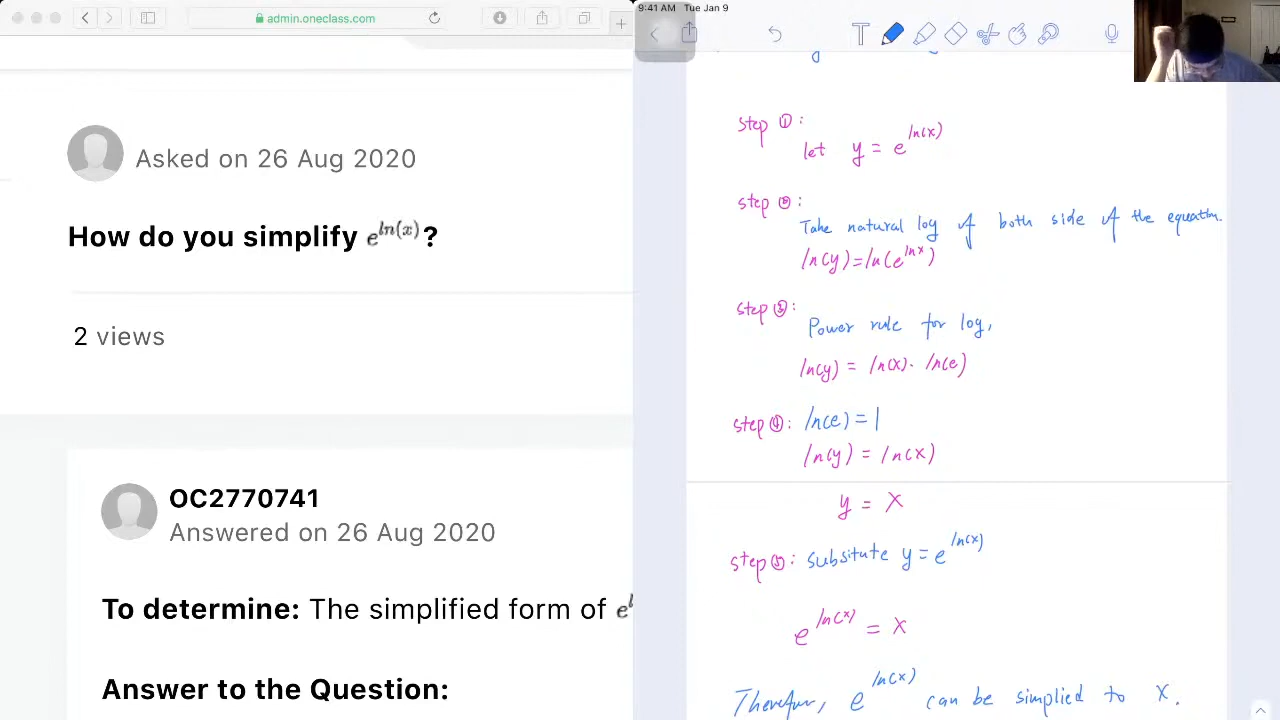 admin.oneclass.com
Asked on 26 Aug 2020
How do you simplify e^{ln(x)}?
2 views
OC2770741
Answered on 26 Aug 2020
To determine: The simplified form of e
Answer to the Question:
9:41 AM Tue Jan 9
step ①:
let y = e^{ln(x)}
step ②:
Take natural log of both side of the equation.
ln(y)=ln(e^{lnx})
step ③:
Power rule for log,
ln(y) = ln(x). ln(e)
step ④: ln(e) = 1
ln(y) = ln(x)
y = x
step ⑤: substitute y = e^{ln(x)}
e^{ln(x)} = x
Therefore, e^{ln(x)} can be simplied to x.